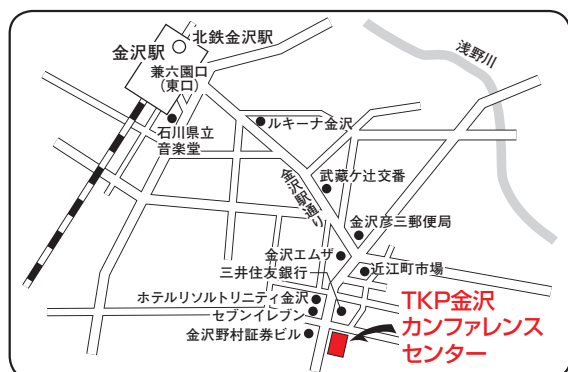 北鉄金沢駅
金沢駅
兼六園口
(東口)
浅野川
石川県立
音楽堂
ルキーナ金沢
金沢駅通り
武蔵ケ辻交番
金沢彦三郵便局
金沢エムザ
三井住友銀行
近江町市場
ホテルリソルトリニティ金沢
セブンイレブン
金沢野村証券ビル
TKP金沢
カンファレンス
センター